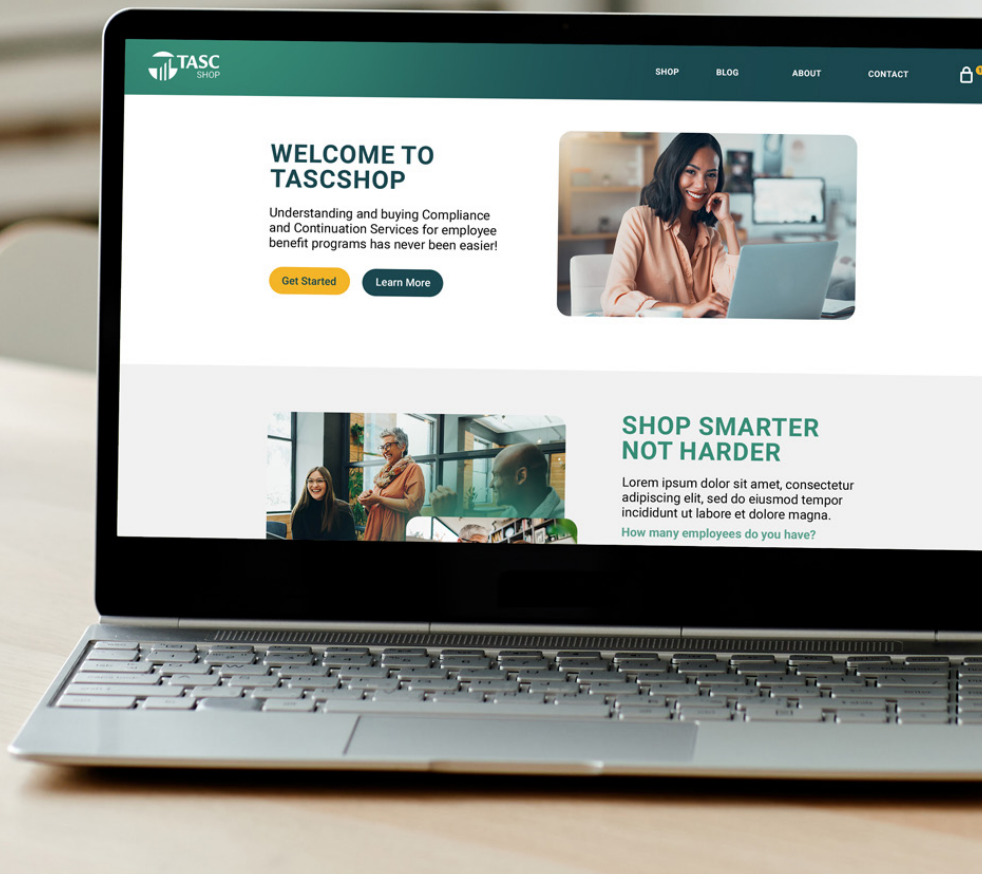 TASC
SHOP
SHOP BLOG ABOUT CONTACT
WELCOME TO
TASCSHOP
Understanding and buying Compliance
and Continuation Services for employee
benefit programs has never been easier!
Get Started Learn More
SHOP SMARTER
NOT HARDER
Lorem ipsum dolor sit amet, consectetur
adipiscing elit, sed do eiusmod tempor
incididunt ut labore et dolore magna.
How many employees do you have?